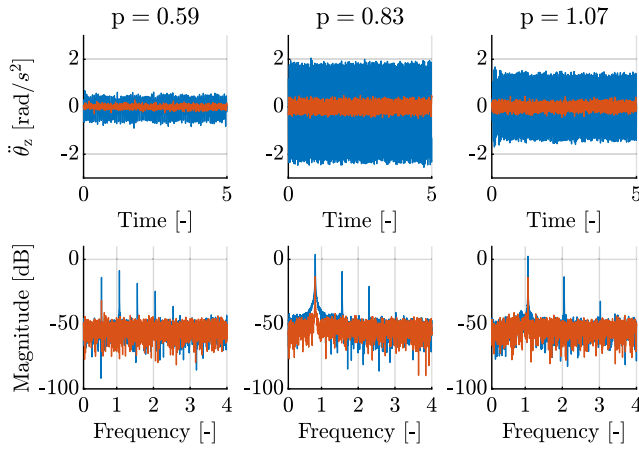 p = 0.59 p = 0.83 p = 1.07
θ̈z [rad/s²]
2 2 2
0 0 0
-2 -2 -2
0 5 0 5 0 5
Time [-] Time [-] Time [-]
Magnitude [dB]
0 0 0
-50 -50 -50
-100 -100 -100
0 1 2 3 4 0 1 2 3 4 0 1 2 3 4
Frequency [-] Frequency [-] Frequency [-]